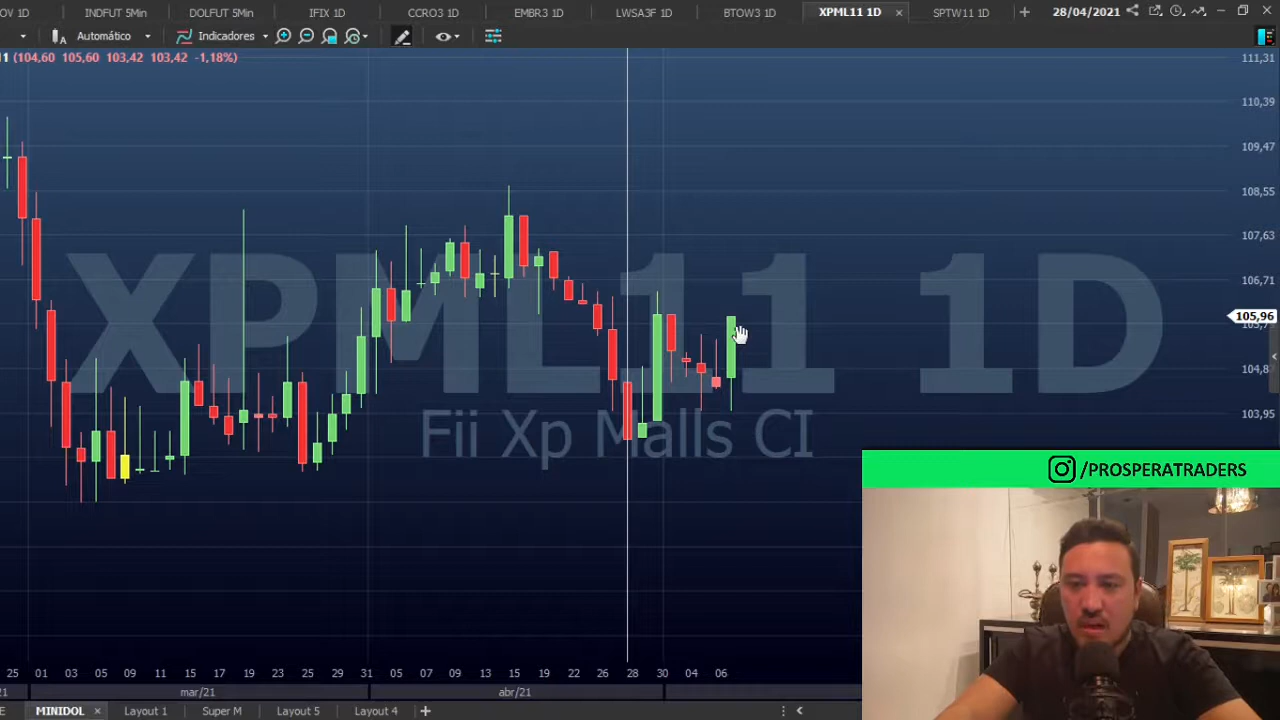 OV 1D INDFUT 5Min DOLFUT 5Min IFIX 1D CCRO3 1D EMBR3 1D LWSA3F 1D BTOW3 1D XPML11 1D × SPTW11 1D + 28/04/2021
Automático Indicadores
11 (104,60 105,60 103,42 103,42 -1,18%)
111,31
110,39
109,47
108,55
107,63
106,71
105,96
104,87
103,95
XPML11 1D
Fii Xp Malls CI
/PROSPERATRADERS
25 01 03 05 09 11 15 17 19 23 25 29 31 05 07 09 13 15 19 22 26 28 30 04 06
21 mar/21 abr/21
E MINIDOL × Layout 1 Super M Layout 5 Layout 4 +